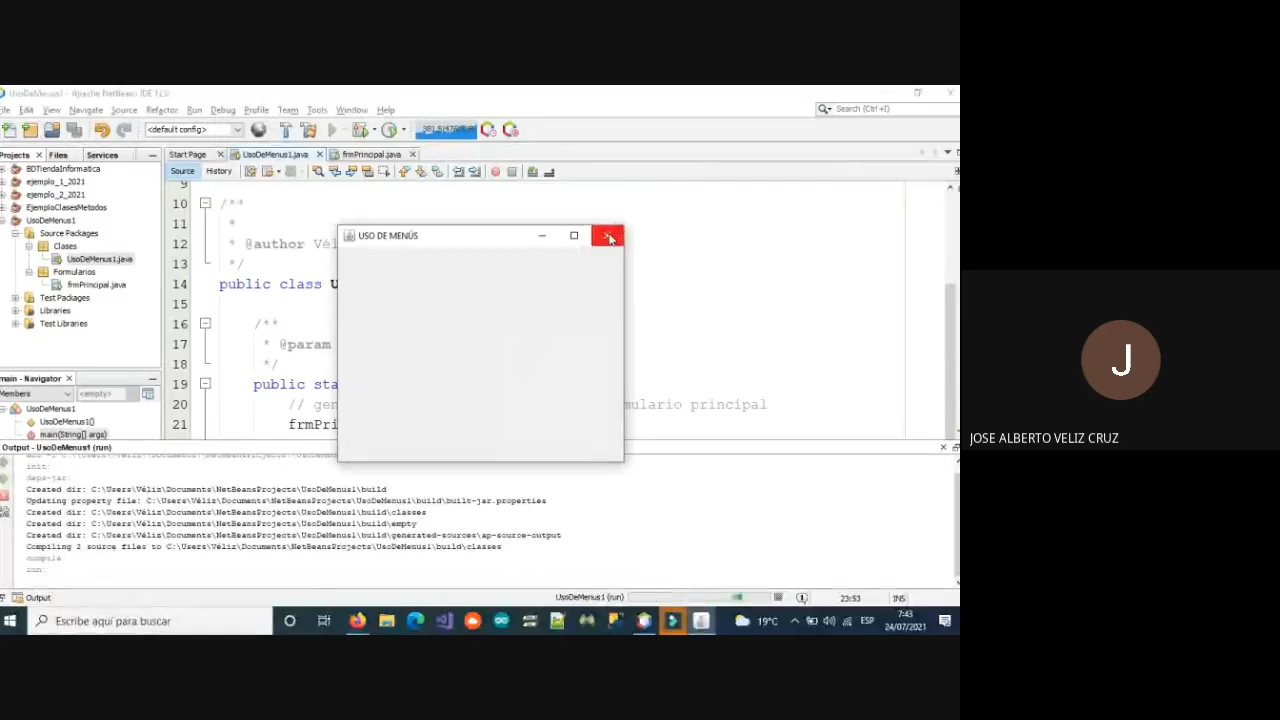 UsoDeMenus1 - Apache NetBeans IDE 12.0
File Edit View Navigate Source Refactor Run Debug Profile Team Tools Window Help
Search (Ctrl+I)
<default config>
Projects Files Services
Start Page UsoDeMenus1.java frmPrincipal.java
Source History
BDTiendaInformatica
ejemplo_1_2021
ejemplo_2_2021
EjemploClasesMetodos
UsoDeMenus1
Source Packages
Clases
UsoDeMenus1.java
Formularios
frmPrincipal.java
Test Packages
Libraries
Test Libraries
main - Navigator
Members <empty>
UsoDeMenus1
UsoDeMenus1()
main(String[] args)
9
10 /**
11 *
12 * @author Vél
13 */
14 public class U
15
16 /**
17 * @param
18 */
19 public sta
20 // gen mulario principal
21 frmPri
USO DE MENÚS
Output - UsoDeMenus1 (run)
init:
deps-jar:
Created dir: C:\Users\Véliz\Documents\NetBeansProjects\UsoDeMenus1\build
Updating property file: C:\Users\Véliz\Documents\NetBeansProjects\UsoDeMenus1\build\built-jar.properties
Created dir: C:\Users\Véliz\Documents\NetBeansProjects\UsoDeMenus1\build\classes
Created dir: C:\Users\Véliz\Documents\NetBeansProjects\UsoDeMenus1\build\empty
Created dir: C:\Users\Véliz\Documents\NetBeansProjects\UsoDeMenus1\build\generated-sources\ap-source-output
Compiling 2 source files to C:\Users\Véliz\Documents\NetBeansProjects\UsoDeMenus1\build\classes
compile:
run:
Output
UsoDeMenus1 (run)
23:53 INS
Escribe aquí para buscar
19°C
ESP
7:43
24/07/2021
J
JOSE ALBERTO VELIZ CRUZ